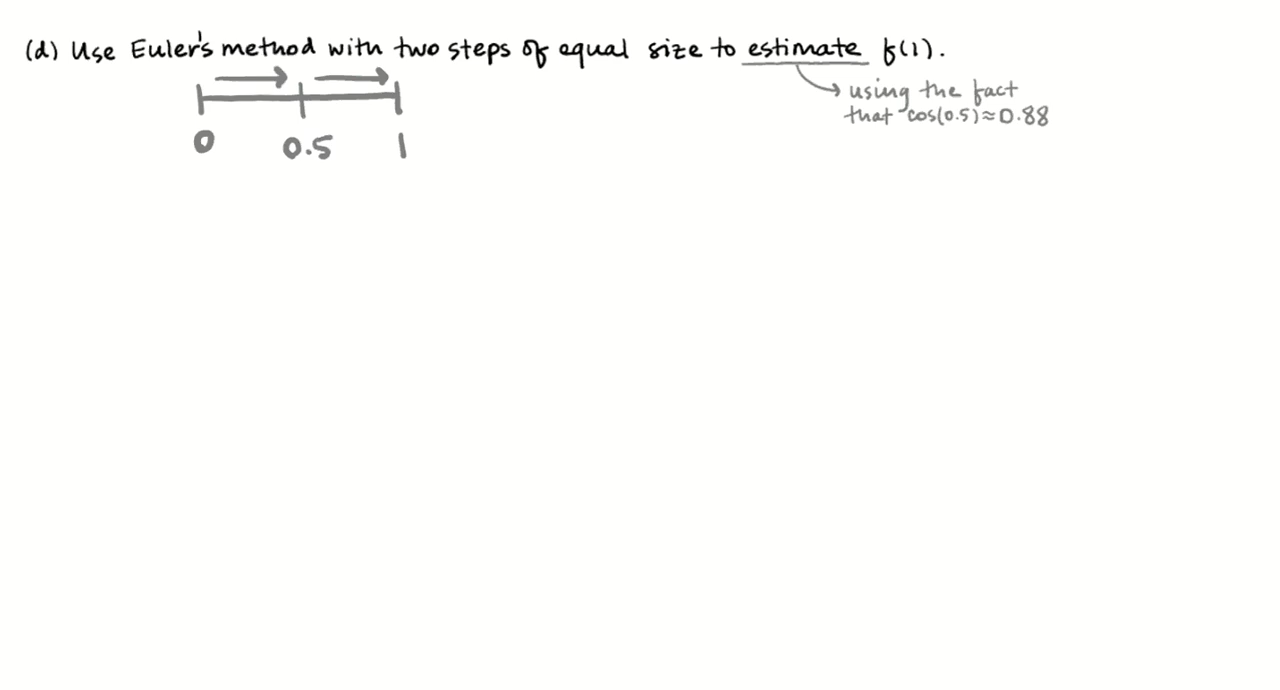 (d) Use Euler's method with two steps of equal size to estimate f(1).
using the fact
that cos(0.5)≈0.88
0 0.5 1